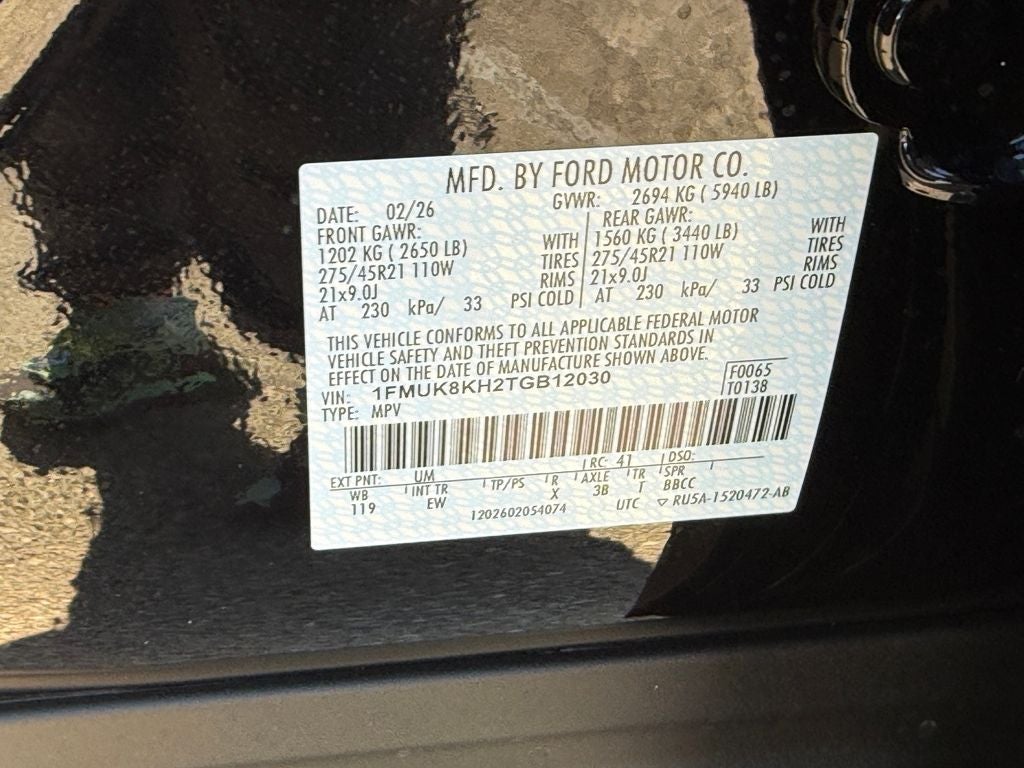 MFD. BY FORD MOTOR CO.
DATE: 02/26 GVWR: 2694 KG ( 5940 LB)
FRONT GAWR: REAR GAWR:
1202 KG ( 2650 LB) WITH 1560 KG ( 3440 LB) WITH
275/45R21 110W TIRES 275/45R21 110W TIRES
21x9.0J RIMS 21x9.0J RIMS
AT 230 kPa/ 33 PSI COLD AT 230 kPa/ 33 PSI COLD
THIS VEHICLE CONFORMS TO ALL APPLICABLE FEDERAL MOTOR
VEHICLE SAFETY AND THEFT PREVENTION STANDARDS IN
EFFECT ON THE DATE OF MANUFACTURE SHOWN ABOVE.
VIN: 1FMUK8KH2TGB12030 F0065
TYPE: MPV T0138
EXT PNT: UM RC: 41 DSO:
WB INT TR TP/PS R AXLE TR SPR
119 EW X 3B T BBCC
1202602054074 UTC ▽ RU5A-1520472-AB